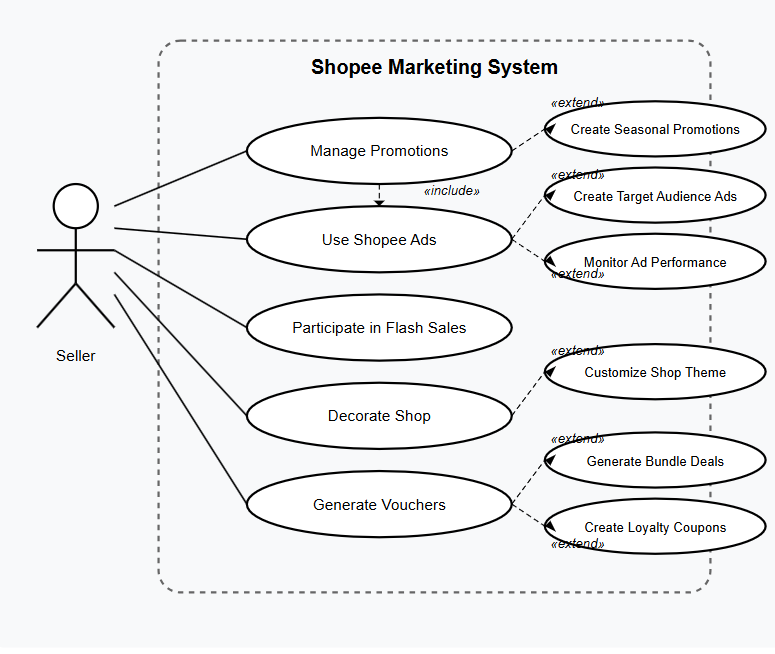 Shopee Marketing System
«extend»
Create Seasonal Promotions
Manage Promotions
«extend»
«include»
Create Target Audience Ads
Use Shopee Ads
Monitor Ad Performance
«extend»
Participate in Flash Sales
Seller
«extend»
Customize Shop Theme
Decorate Shop
«extend»
Generate Bundle Deals
Generate Vouchers
Create Loyalty Coupons
«extend»